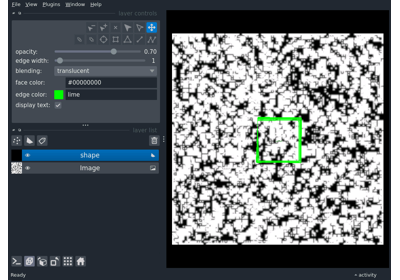 File View Plugins Window Help
layer controls
opacity: 0.70
edge width: 1
blending: translucent
face color: #00000000
edge color: lime
display text:
layer list
shape
Image
Ready
activity